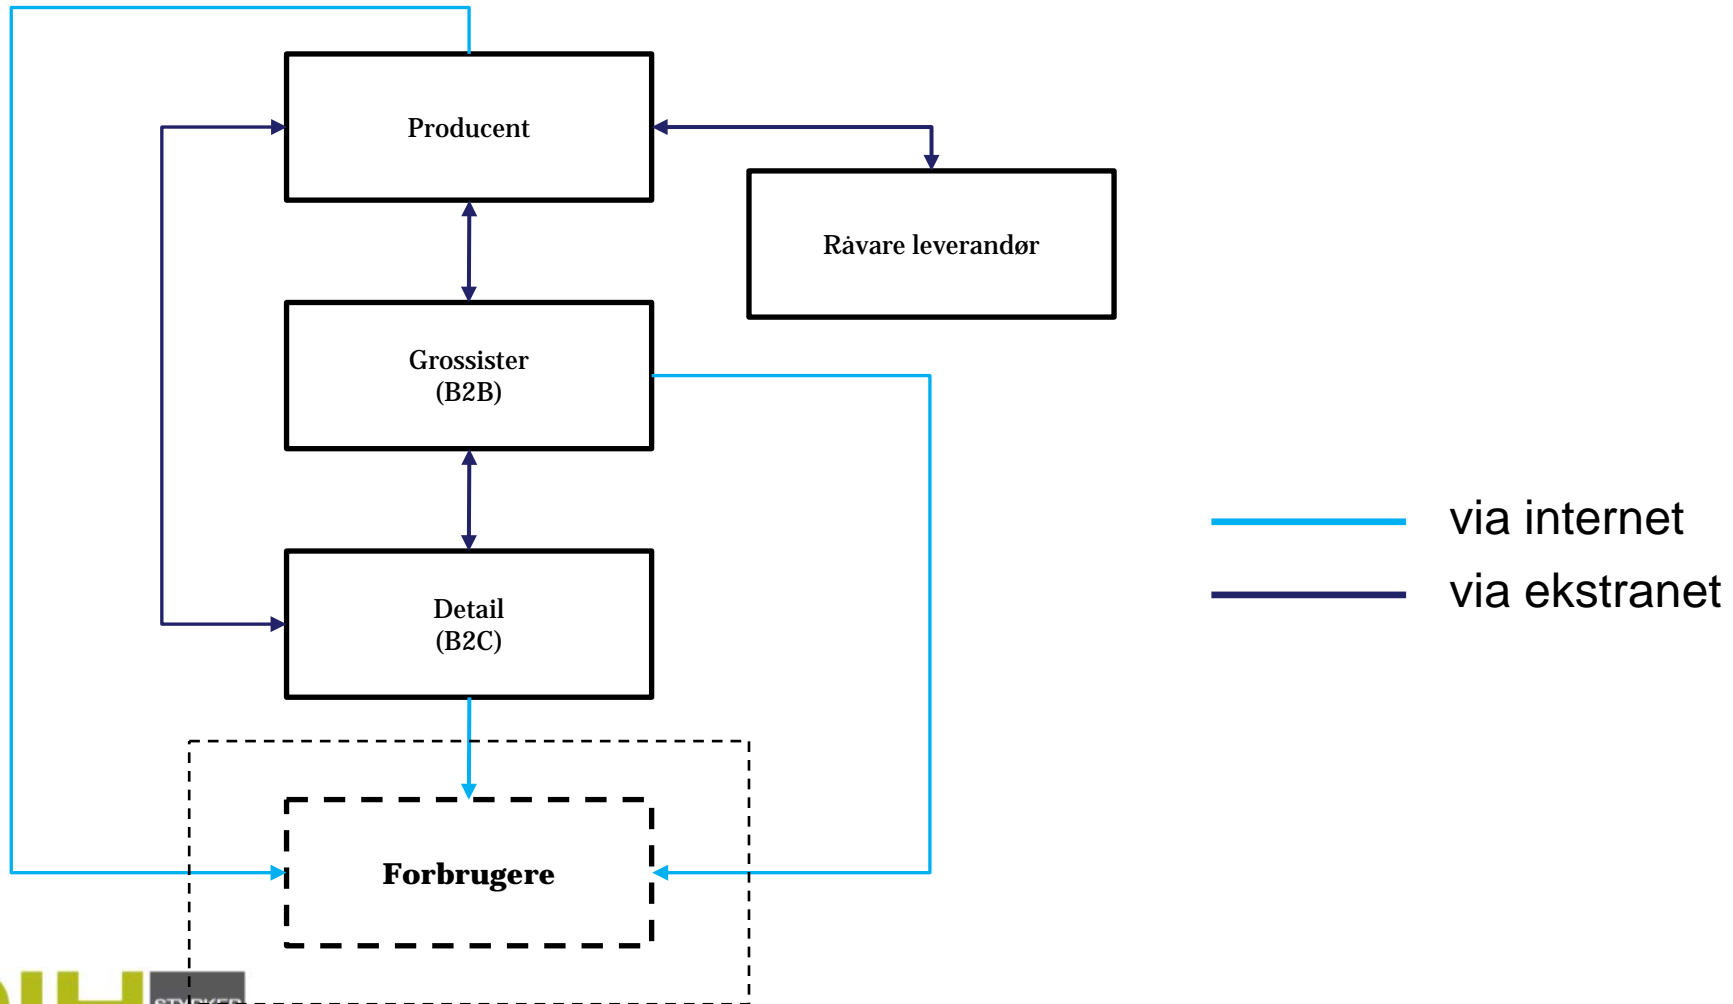 Producent
Råvare leverandør
Grossister
(B2B)
via internet
via ekstranet
Detail
(B2C)
Forbrugere